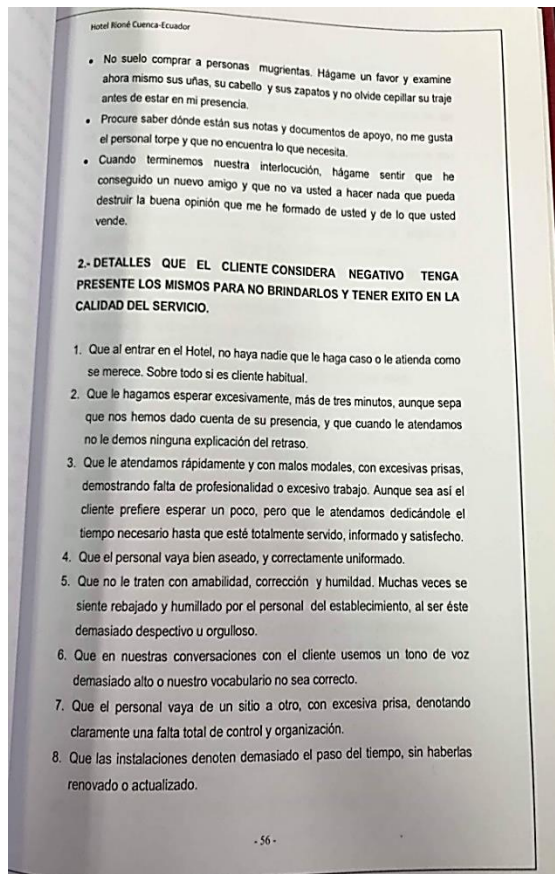 Hotel Rioné Cuenca-Ecuador
• No suelo comprar a personas mugrientas. Hágame un favor y examine
ahora mismo sus uñas, su cabello y sus zapatos y no olvide cepillar su traje
antes de estar en mi presencia.
• Procure saber dónde están sus notas y documentos de apoyo, no me gusta
el personal torpe y que no encuentra lo que necesita.
• Cuando terminemos nuestra interlocución, hágame sentir que he
conseguido un nuevo amigo y que no va usted a hacer nada que pueda
destruir la buena opinión que me he formado de usted y de lo que usted
vende.
2.- DETALLES QUE EL CLIENTE CONSIDERA NEGATIVO TENGA
PRESENTE LOS MISMOS PARA NO BRINDARLOS Y TENER EXITO EN LA
CALIDAD DEL SERVICIO.
1. Que al entrar en el Hotel, no haya nadie que le haga caso o le atienda como
se merece. Sobre todo si es cliente habitual.
2. Que le hagamos esperar excesivamente, más de tres minutos, aunque sepa
que nos hemos dado cuenta de su presencia, y que cuando le atendamos
no le demos ninguna explicación del retraso.
3. Que le atendamos rápidamente y con malos modales, con excesivas prisas,
demostrando falta de profesionalidad o excesivo trabajo. Aunque sea así el
cliente prefiere esperar un poco, pero que le atendamos dedicándole el
tiempo necesario hasta que esté totalmente servido, informado y satisfecho.
4. Que el personal vaya bien aseado, y correctamente uniformado.
5. Que no le traten con amabilidad, corrección y humildad. Muchas veces se
siente rebajado y humillado por el personal del establecimiento, al ser éste
demasiado despectivo u orgulloso.
6. Que en nuestras conversaciones con el cliente usemos un tono de voz
demasiado alto o nuestro vocabulario no sea correcto.
7. Que el personal vaya de un sitio a otro, con excesiva prisa, denotando
claramente una falta total de control y organización.
8. Que las instalaciones denoten demasiado el paso del tiempo, sin haberlas
renovado o actualizado.
- 56 -